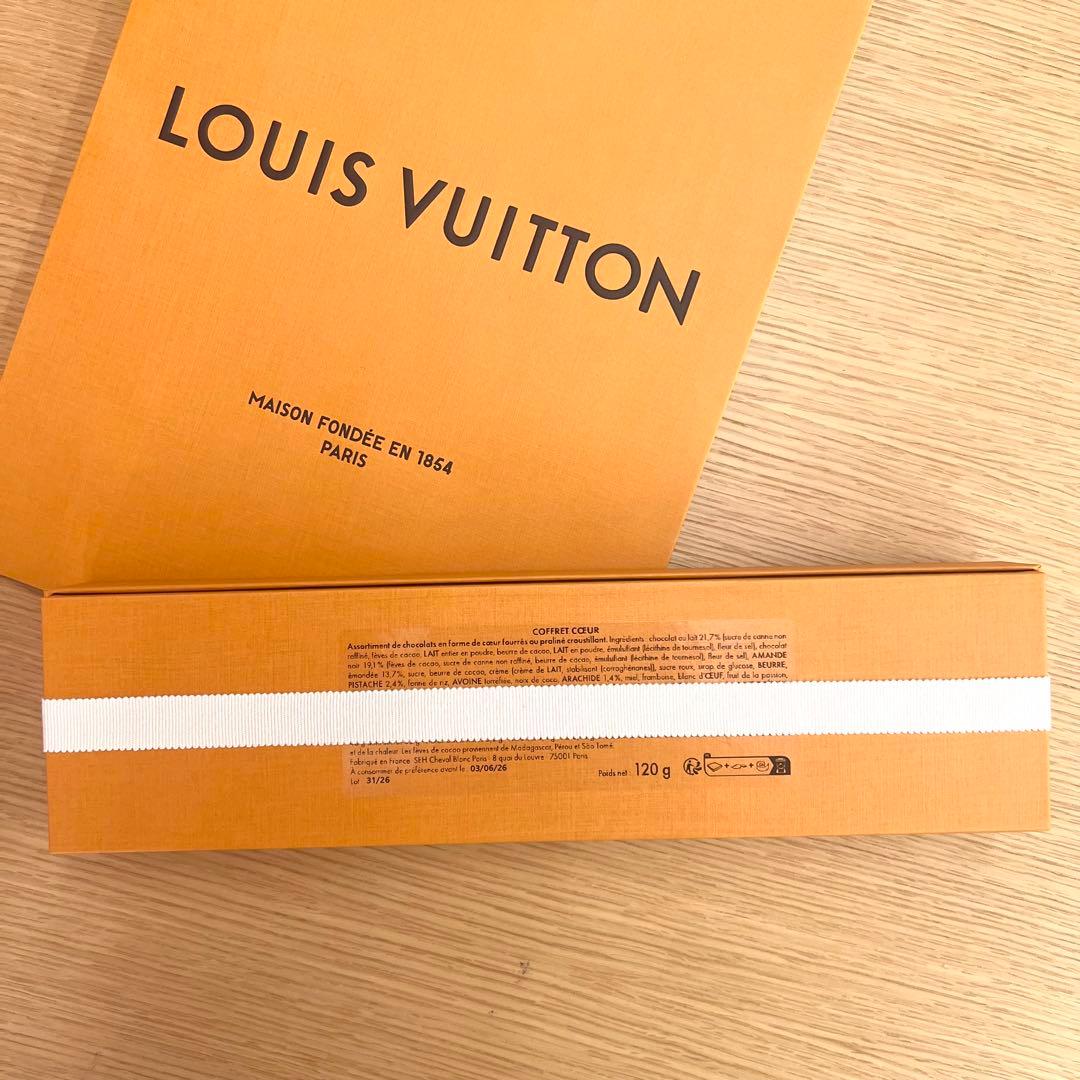 LOUIS VUITTON
MAISON FONDÉE EN 1854
PARIS
COFFRET CŒUR
Assortiment de chocolats en forme de cœur fourrés au praliné croustillant. Ingrédients : chocolat au lait 21,7% (sucre de canne non
raffiné, fèves de cacao, LAIT entier en poudre, beurre de cacao, LAIT en poudre, émulsifiant (lécithine de tournesol), fleur de sel), chocolat
noir 19,1% (fèves de cacao, sucre de canne non raffiné, beurre de cacao, émulsifiant (lécithine de tournesol), fleur de sel), AMANDE
émondée 13,7%, sucre, beurre de cacao, crème (crème de LAIT, stabilisant (carraghénanes)), sucre roux, sirop de glucose, BEURRE,
PISTACHE 2,4%, farine de riz, AVOINE torréfiée, noix de coco, ARACHIDE 1,4%, miel, framboise, blanc d'ŒUF, fruit de la passion,
et de la chaleur. Les fèves de cacao proviennent de Madagascar, Pérou et São Tomé.
Fabriqué en France. SEH Cheval Blanc Paris - 8 quai du Louvre - 75001 Paris
A consommer de préférence avant le : 03/06/26
Lot : 31/26
Poids net : 120 g